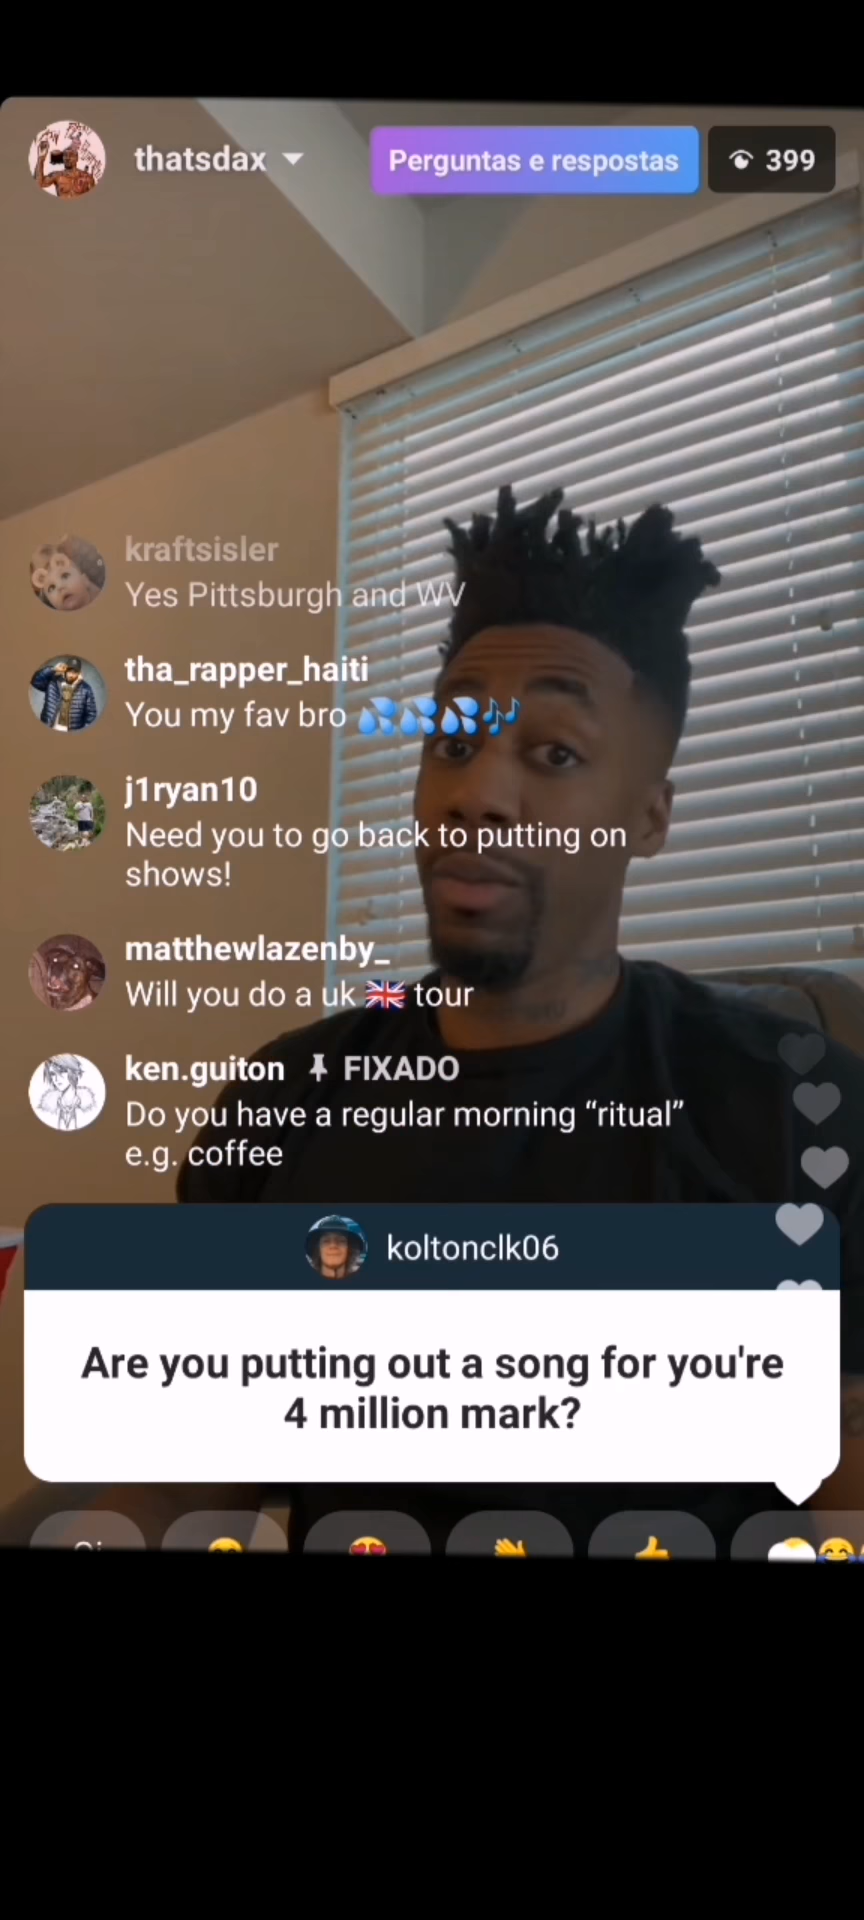 thatsdax
Perguntas e respostas
399
kraftsisler
Yes Pittsburgh and WV
tha_rapper_haiti
You my fav bro 💦💦💦🎶
j1ryan10
Need you to go back to putting on
shows!
matthewlazenby_
Will you do a uk 🇬🇧 tour
ken.guiton FIXADO
Do you have a regular morning “ritual”
e.g. coffee
koltonclk06
Are you putting out a song for you're
4 million mark?